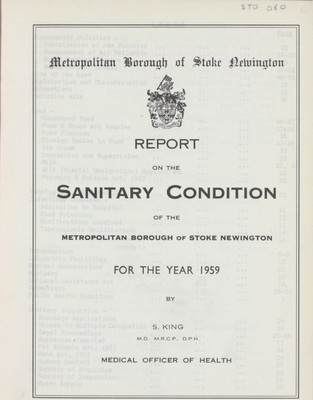 STO 080
Metropolitan Borough of Stoke Newington
REPORT
ON THE
SANITARY CONDITION
OF THE
METROPOLITAN BOROUGH OF STOKE NEWINGTON
FOR THE YEAR 1959
BY
S. KING
M.D. M.R.C.P., D.P.H.
MEDICAL OFFICER OF HEALTH